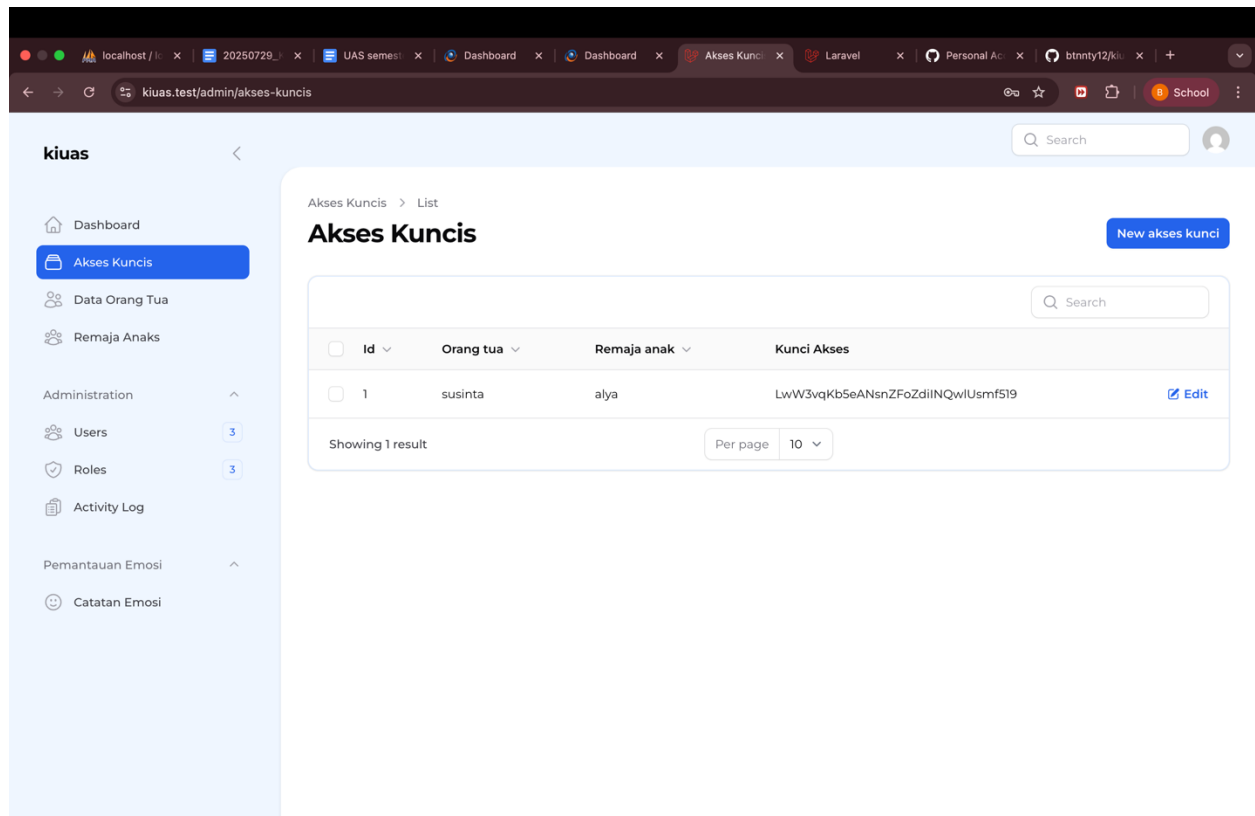 localhost / lo
20250729_
UAS semest
Dashboard
Dashboard
Akses Kunci
Laravel
Personal Acc
btnnty12/kiu
kiuas.test/admin/akses-kuncis
B School
kiuas
Search
Dashboard
Akses Kuncis
Data Orang Tua
Remaja Anaks
Administration
Users 3
Roles 3
Activity Log
Pemantauan Emosi
Catatan Emosi
Akses Kuncis > List
Akses Kuncis
New akses kunci
Search
Id Orang tua Remaja anak Kunci Akses
1 susinta alya Edit
Showing 1 result Per page 10